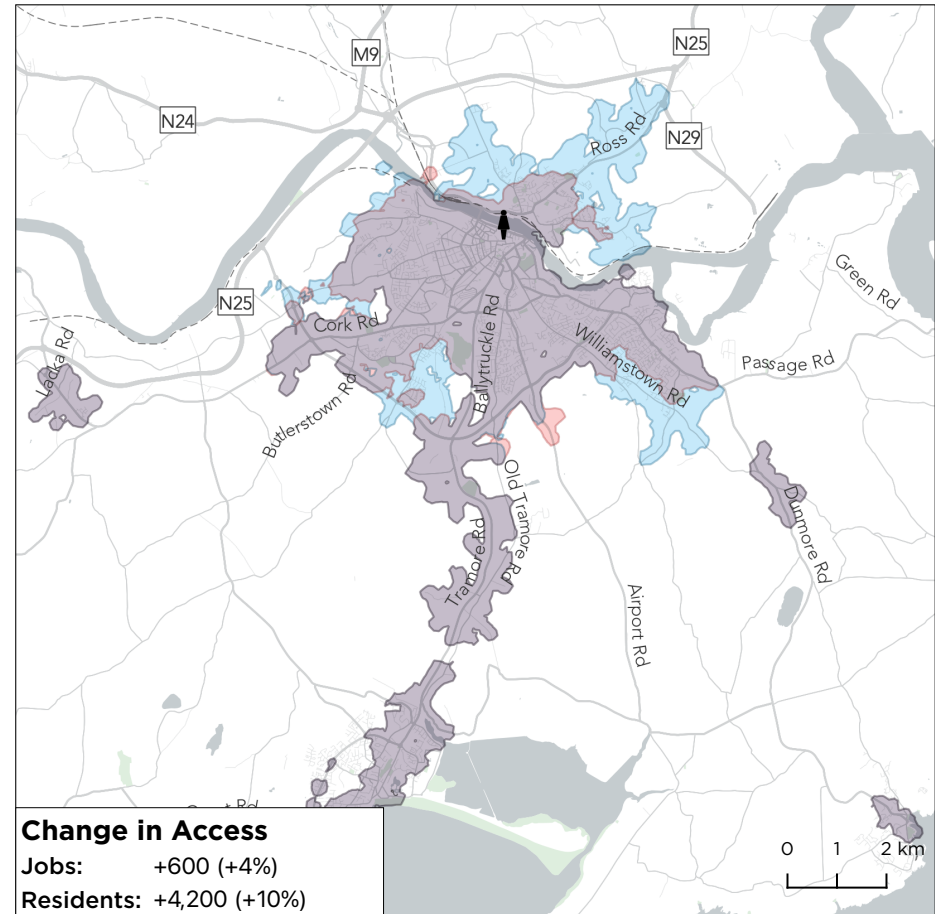 N25
M9
N24
Ross Rd
N29
Green Rd
N25
Cork Rd
Ballytruckle Rd
Williamstown Rd
Passage Rd
Lacka Rd
Butlerstown Rd
Old Tramore Rd
Dunmore Rd
Tramore Rd
Airport Rd
Change in Access
Jobs: +600 (+4%)
Residents: +4,200 (+10%)
0 1 2 km